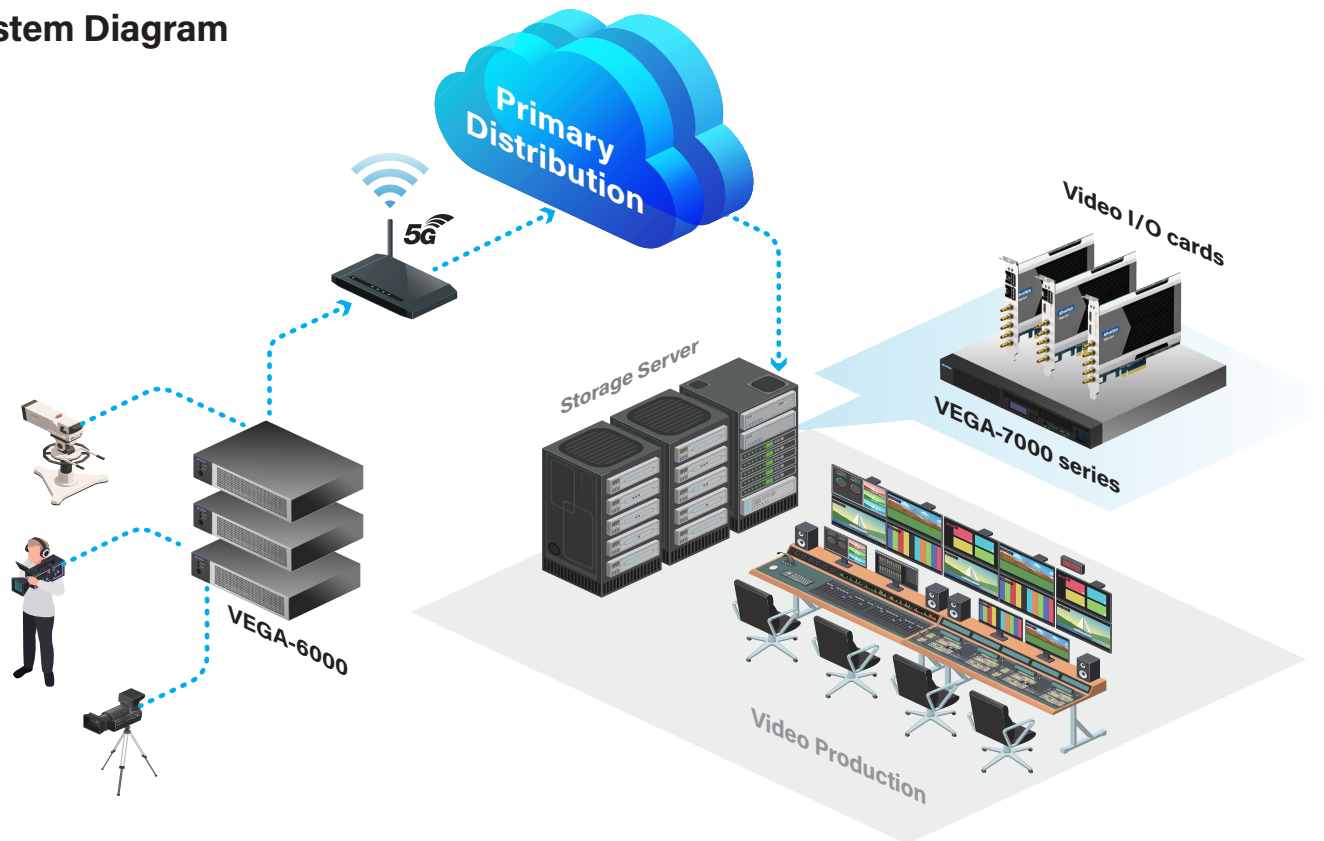 stem Diagram
Primary
Distribution
5G
Video I/O cards
Storage Server
VEGA-7000 series
VEGA-6000
Video Production